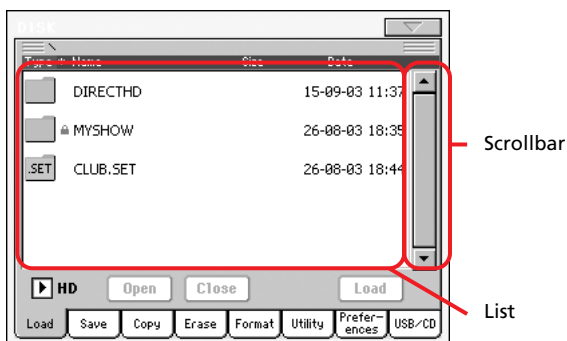 DISK
Type Name Size Date
DIRECTHD 15-09-03 11:37
MYSHOW 26-08-03 18:35
.SET CLUB.SET 26-08-03 18:44
Scrollbar
HD Open Close Load
List
Load Save Copy Erase Format Utility Prefer-
ences USB/CD